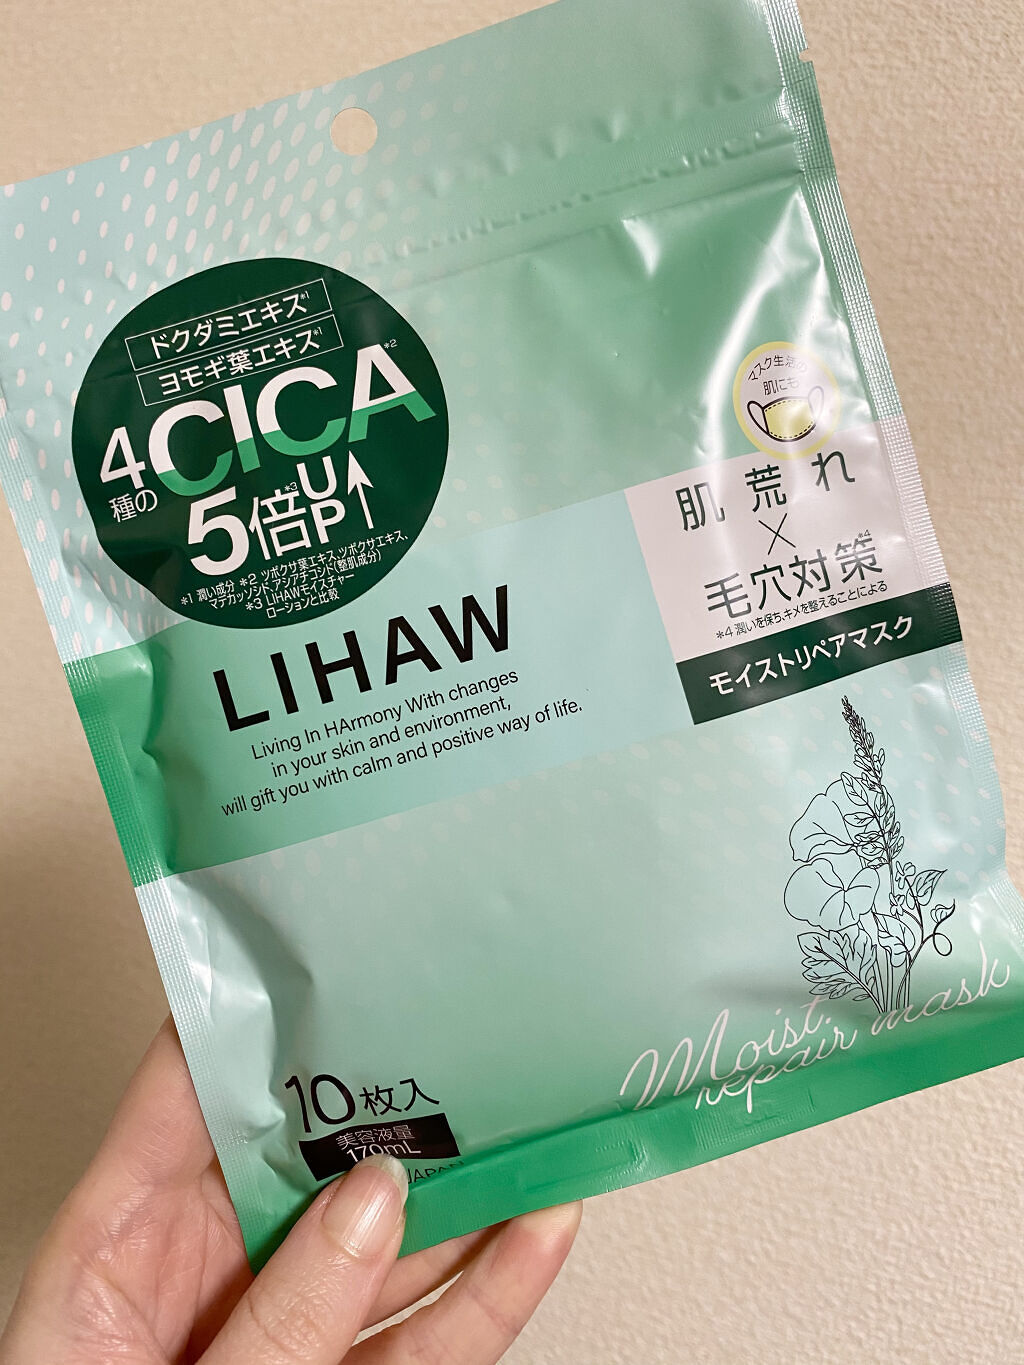 ドクダミエキス*1
ヨモギ葉エキス*1
4種のCICA*2
5倍*3UP
*1 潤い成分 *2 ツボクサ葉エキス、ツボクサエキス、
マデカッソシド、アシアチコシド(整肌成分)
*3 LIHAWモイスチャー
ローションと比較
マスク生活の
肌にも
肌荒れ
×
毛穴対策*4
*4 潤いを保ち、キメを整えることによる
モイストリペアマスク
LIHAW
Living In HArmony With changes
in your skin and environment,
will gift you with calm and positive way of life.
Moist
repair mask
10枚入
美容液量
170mL
JAPAN